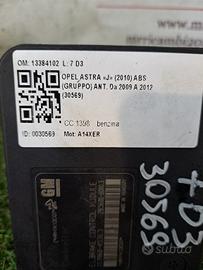 OM: 13384102 L: 7 D3
OPEL ASTRA «J» (2010) ABS
(GRUPPO) ANT. Da 2009 A 2012
(30569)
CC 1398 benzina
ID: 0030569 Mot: A14XER
GM
7 D3
30569